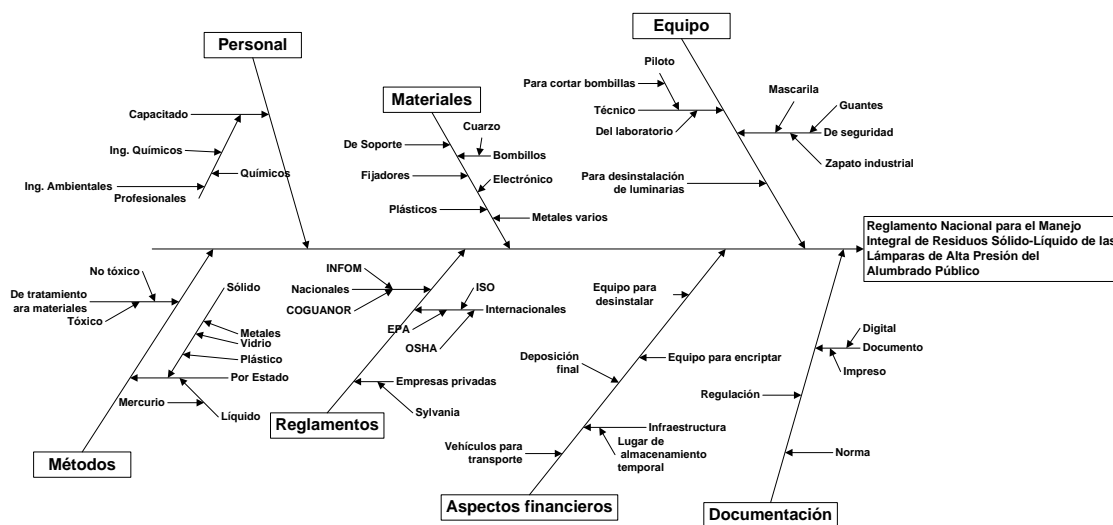 Equipo
Personal
Piloto
Para cortar bombillas
Mascarila
Materiales
Guantes
Capacitado
Técnico
Cuarzo
Del laboratorio
De seguridad
De Soporte
Ing. Químicos
Bombillos
Zapato industrial
Fijadores
Químicos
Electrónico
Para desinstalación
de luminarias
Ing. Ambientales
Profesionales
Plásticos
Metales varios
Reglamento Nacional para el Manejo
Integral de Residuos Sólido-Líquido de las
Lámparas de Alta Presión del
Alumbrado Público
No tóxico
INFOM
Sólido
Nacionales
ISO
Equipo para
desinstalar
De tratamiento
ara materiales
COGUANOR
Internacionales
Tóxico
EPA
Metales
Vidrio
OSHA
Digital
Documento
Plástico
Deposición
final
Equipo para encriptar
Impreso
Por Estado
Empresas privadas
Regulación
Mercurio
Líquido
Sylvania
Reglamentos
Infraestructura
Lugar de
almacenamiento
temporal
Vehículos para
transporte
Norma
Métodos
Aspectos financieros
Documentación